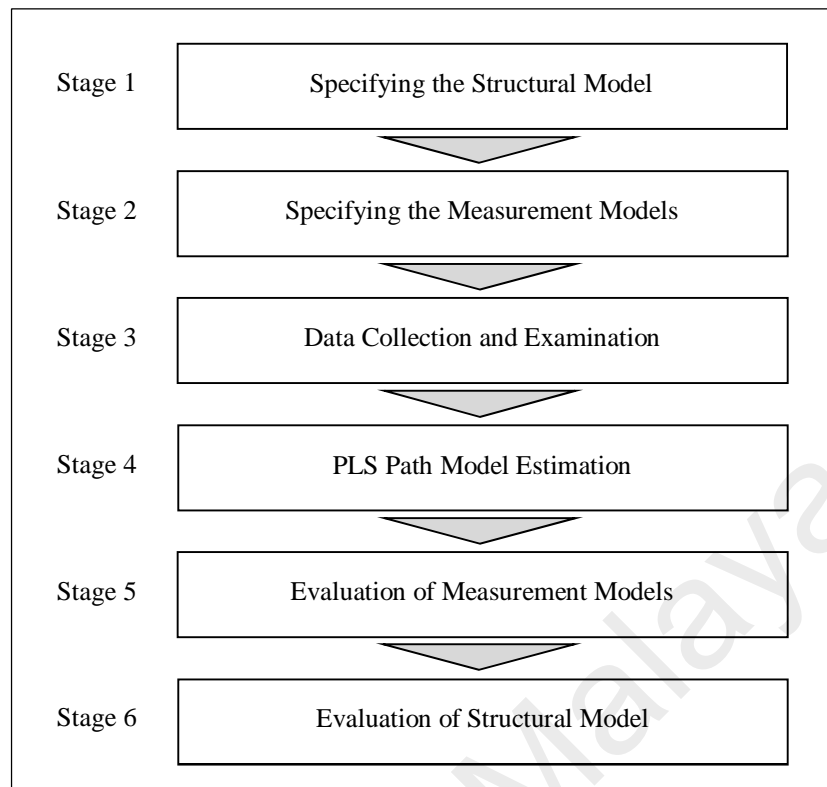 Stage 1 Specifying the Structural Model
Stage 2 Specifying the Measurement Models
Stage 3 Data Collection and Examination
Stage 4 PLS Path Model Estimation
Stage 5 Evaluation of Measurement Models
Stage 6 Evaluation of Structural Model
Malaya